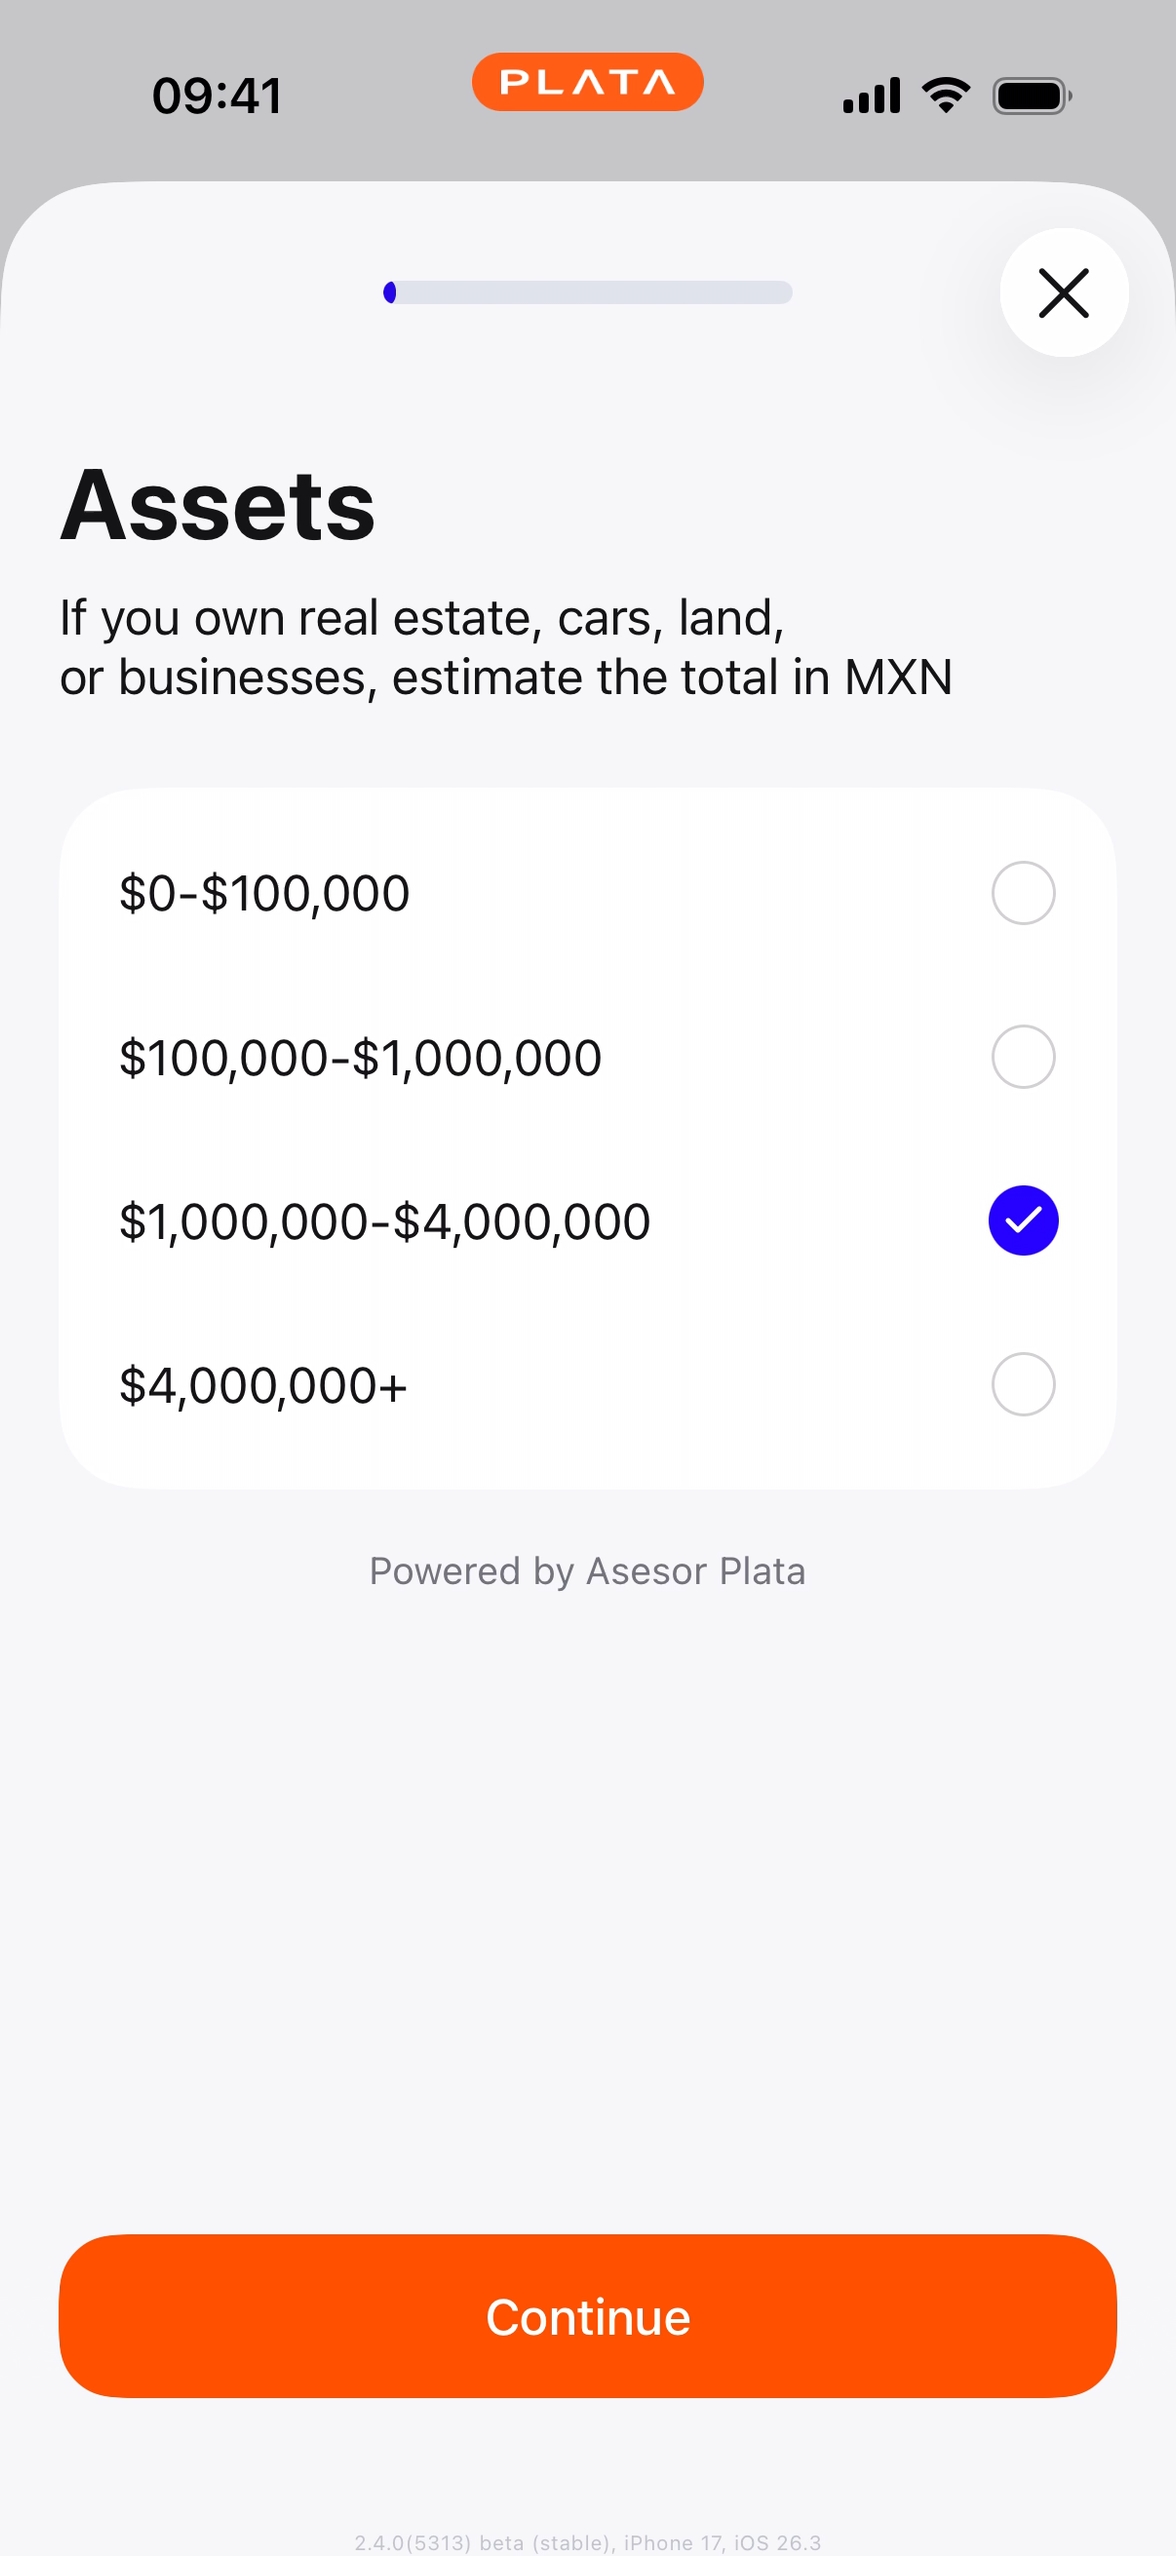 09:41
PLATA
Assets
If you own real estate, cars, land,
or businesses, estimate the total in MXN
$0-$100,000
$100,000-$1,000,000
$1,000,000-$4,000,000
$4,000,000+
Powered by Asesor Plata
Continue
2.4.0(5313) beta (stable), iPhone 17, iOS 26.3